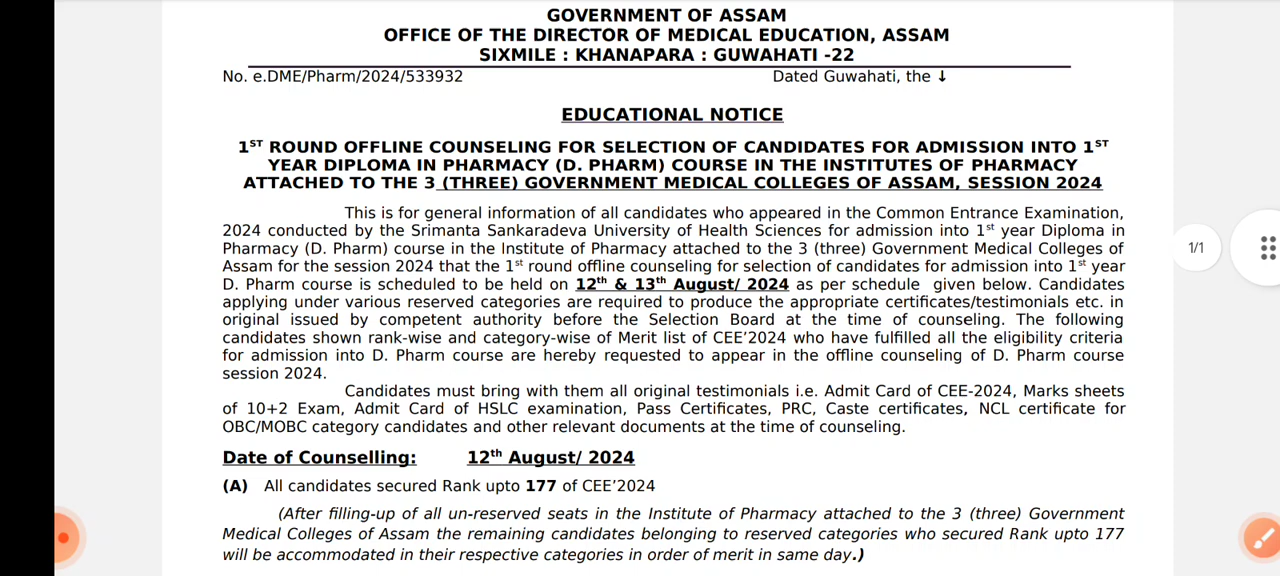 GOVERNMENT OF ASSAM
OFFICE OF THE DIRECTOR OF MEDICAL EDUCATION, ASSAM
SIXMILE : KHANAPARA : GUWAHATI -22
No. e.DME/Pharm/2024/533932 Dated Guwahati, the ↓
EDUCATIONAL NOTICE
1ST ROUND OFFLINE COUNSELING FOR SELECTION OF CANDIDATES FOR ADMISSION INTO 1ST
YEAR DIPLOMA IN PHARMACY (D. PHARM) COURSE IN THE INSTITUTES OF PHARMACY
ATTACHED TO THE 3 (THREE) GOVERNMENT MEDICAL COLLEGES OF ASSAM, SESSION 2024
This is for general information of all candidates who appeared in the Common Entrance Examination,
2024 conducted by the Srimanta Sankaradeva University of Health Sciences for admission into 1st year Diploma in
Pharmacy (D. Pharm) course in the Institute of Pharmacy attached to the 3 (three) Government Medical Colleges of
Assam for the session 2024 that the 1st round offline counseling for selection of candidates for admission into 1st year
D. Pharm course is scheduled to be held on 12th & 13th August/ 2024 as per schedule given below. Candidates
applying under various reserved categories are required to produce the appropriate certificates/testimonials etc. in
original issued by competent authority before the Selection Board at the time of counseling. The following
candidates shown rank-wise and category-wise of Merit list of CEE'2024 who have fulfilled all the eligibility criteria
for admission into D. Pharm course are hereby requested to appear in the offline counseling of D. Pharm course
session 2024.
Candidates must bring with them all original testimonials i.e. Admit Card of CEE-2024, Marks sheets
of 10+2 Exam, Admit Card of HSLC examination, Pass Certificates, PRC, Caste certificates, NCL certificate for
OBC/MOBC category candidates and other relevant documents at the time of counseling.
Date of Counselling: 12th August/ 2024
(A) All candidates secured Rank upto 177 of CEE'2024
(After filling-up of all un-reserved seats in the Institute of Pharmacy attached to the 3 (three) Government
Medical Colleges of Assam the remaining candidates belonging to reserved categories who secured Rank upto 177
will be accommodated in their respective categories in order of merit in same day.)
1/1